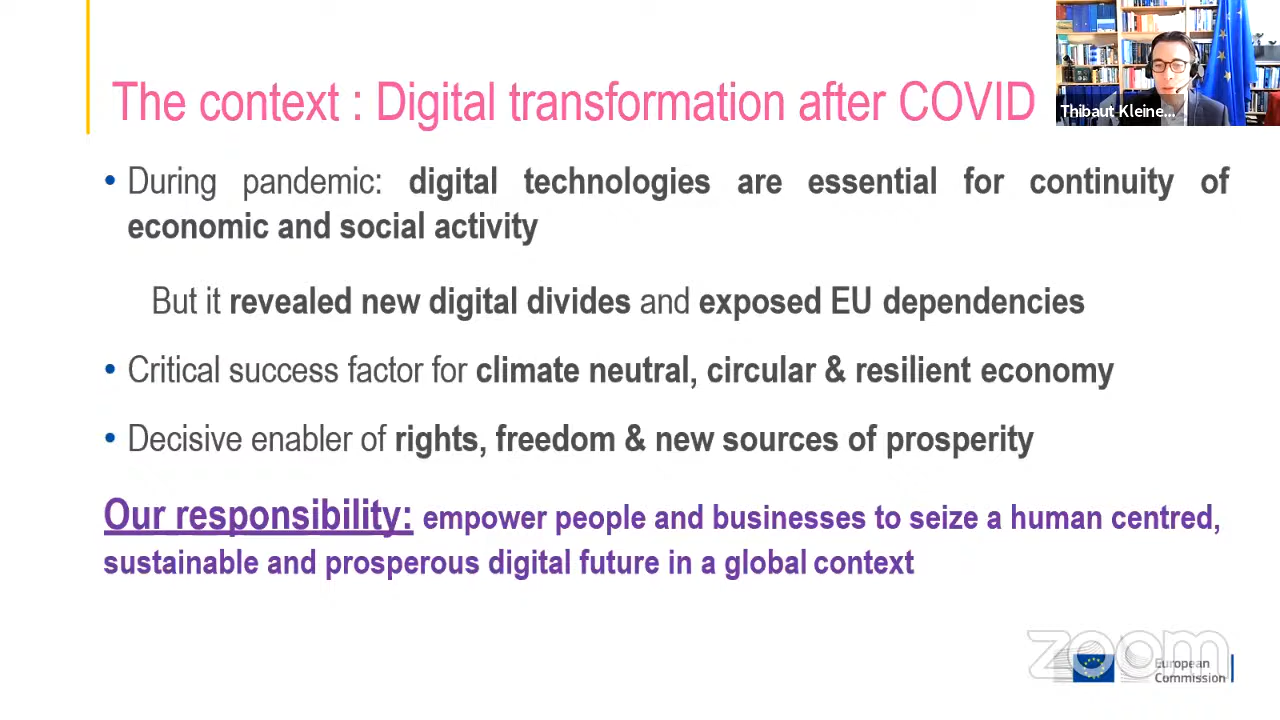 The context : Digital transformation after COVID
Thibaut Kleine...
• During pandemic: digital technologies are essential for continuity of
economic and social activity
But it revealed new digital divides and exposed EU dependencies
• Critical success factor for climate neutral, circular & resilient economy
• Decisive enabler of rights, freedom & new sources of prosperity
Our responsibility: empower people and businesses to seize a human centred,
sustainable and prosperous digital future in a global context
zoom
European
Commission